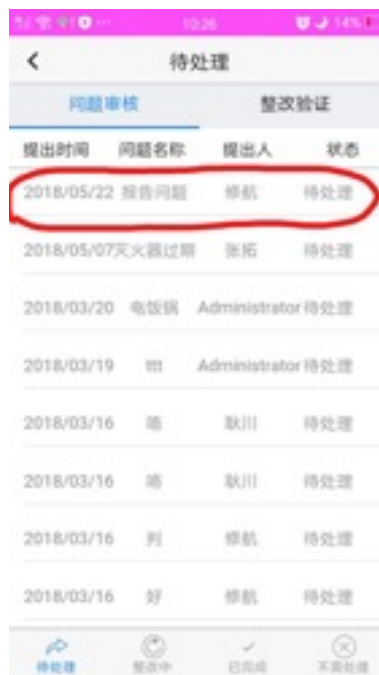 10:26 14%
待处理
问题审核 整改验证
提出时间 问题名称 提出人 状态
2018/05/22 报告问题 修航 待处理
2018/05/07 灭火器过期 张拓 待处理
2018/03/20 电饭锅 Administrator 待处理
2018/03/19 ttt Administrator 待处理
2018/03/16 耿川 待处理
2018/03/16 耿川 待处理
2018/03/16 判 修航 待处理
2018/03/16 好 修航 待处理
待处理 整改中 已完成 不需处理